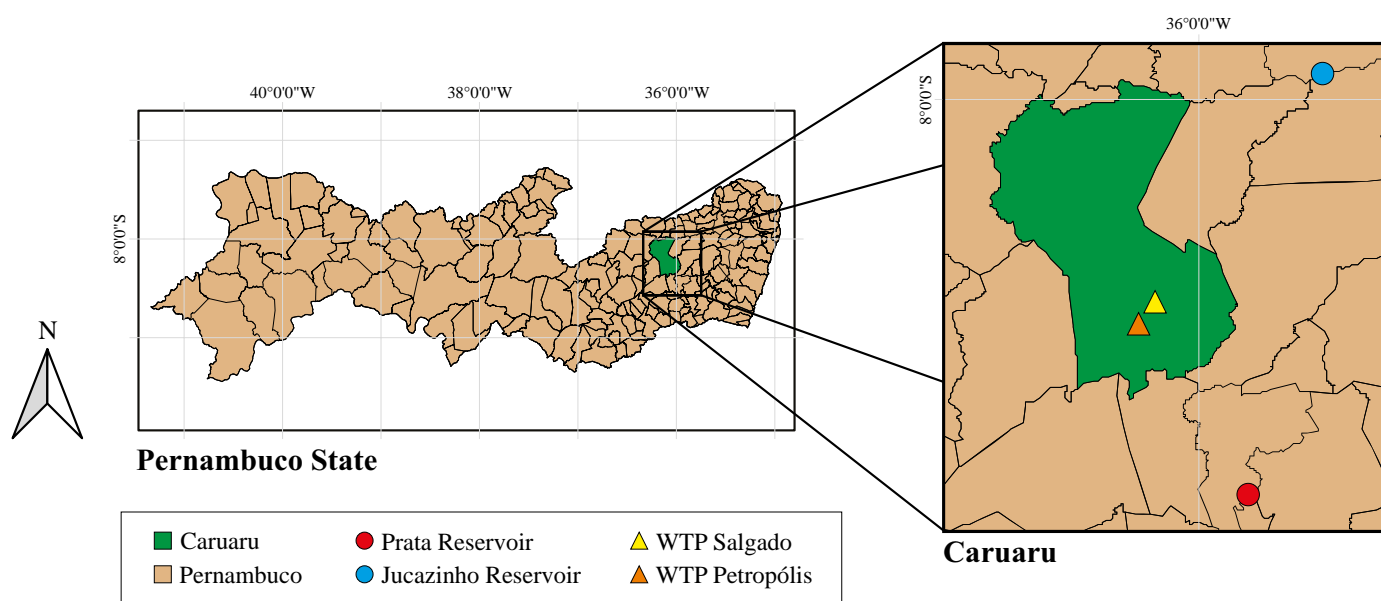 36°0'0"W
40°0'0"W
38°0'0"W
36°0'0"W
8°0'0"S
8°0'0"S
N
Pernambuco State
Caruaru
Caruaru
Prata Reservoir
WTP Salgado
Pernambuco
Jucazinho Reservoir
WTP Petropólis